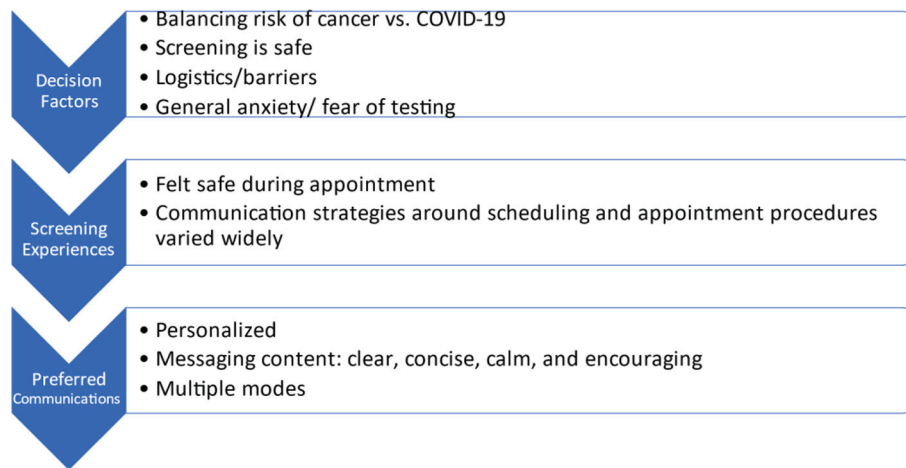 Decision
Factors
• Balancing risk of cancer vs. COVID-19
• Screening is safe
• Logistics/barriers
• General anxiety/ fear of testing
Screening
Experiences
• Felt safe during appointment
• Communication strategies around scheduling and appointment procedures
varied widely
Preferred
Communications
• Personalized
• Messaging content: clear, concise, calm, and encouraging
• Multiple modes